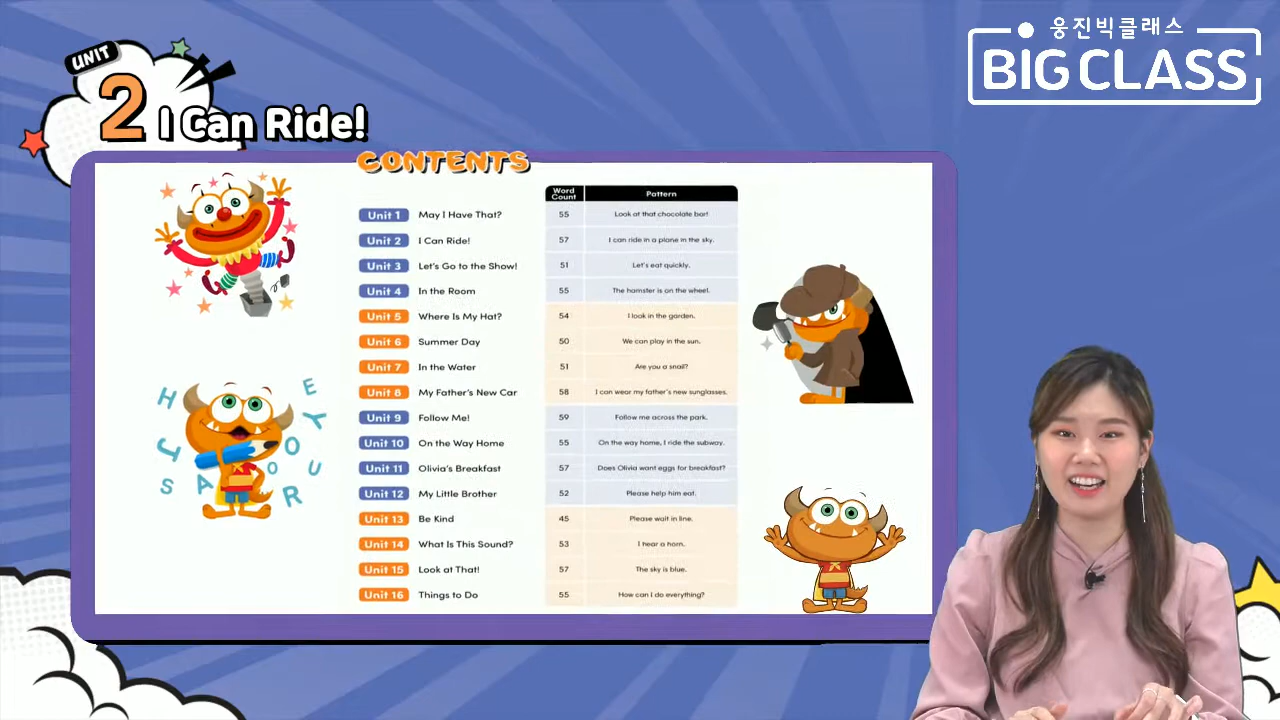 웅진빅클래스
BIG CLASS
UNIT
2 I Can Ride!
CONTENTS
Word Count Pattern
Unit 1 May I Have That? 55 Look at that chocolate bar!
Unit 2 I Can Ride! 57 I can ride in a plane in the sky.
Unit 3 Let's Go to the Show! 51 Let's eat quickly.
Unit 4 In the Room 55 The hamster is on the wheel.
Unit 5 Where Is My Hat? 54 I look in the garden.
Unit 6 Summer Day 50 We can play in the sun.
Unit 7 In the Water 51 Are you a snail?
Unit 8 My Father's New Car 58 I can wear my father's new sunglasses.
Unit 9 Follow Me! 59 Follow me across the park.
Unit 10 On the Way Home 55 On the way home, I ride the subway.
Unit 11 Olivia's Breakfast 57 Does Olivia want eggs for breakfast?
Unit 12 My Little Brother 52 Please help him eat.
Unit 13 Be Kind 45 Please wait in line.
Unit 14 What Is This Sound? 53 I hear a horn.
Unit 15 Look at That! 57 The sky is blue.
Unit 16 Things to Do 55 How can I do everything?
H E
Y
O
O U
S A R